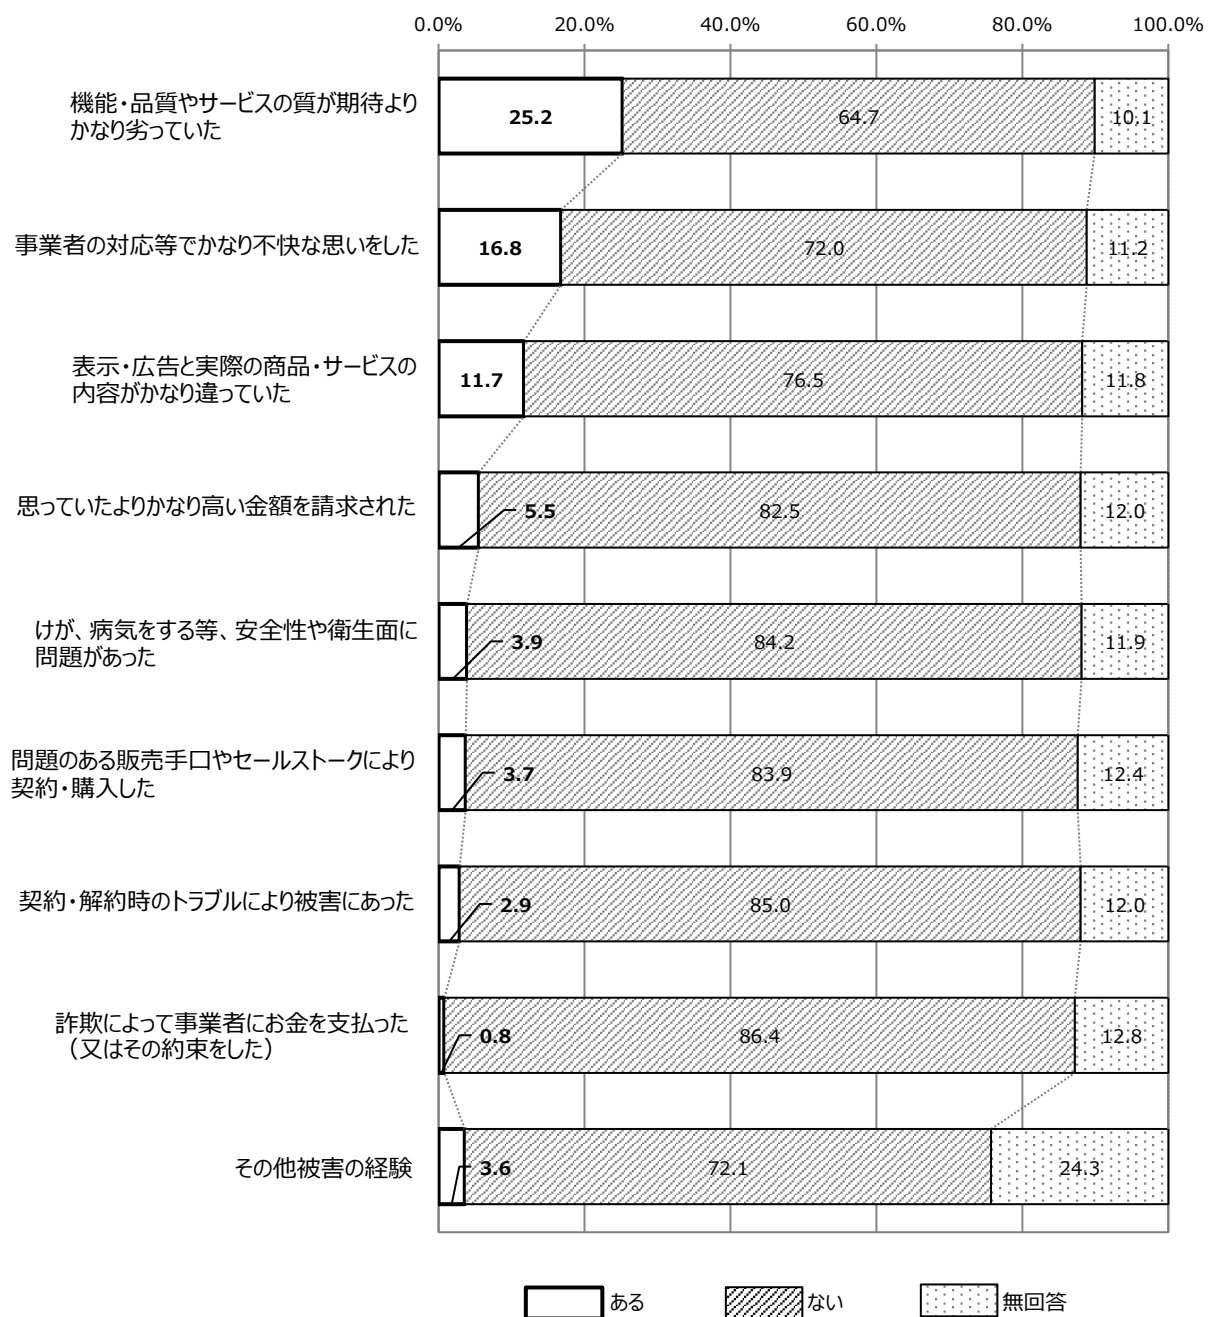 0.0% 20.0% 40.0% 60.0% 80.0% 100.0%
機能・品質やサービスの質が期待より
かなり劣っていた
25.2 64.7 10.1
事業者の対応等でかなり不快な思いをした
16.8 72.0 11.2
表示・広告と実際の商品・サービスの
内容がかなり違っていた
11.7 76.5 11.8
思っていたよりかなり高い金額を請求された
5.5 82.5 12.0
けが、病気をする等、安全性や衛生面に
問題があった
3.9 84.2 11.9
問題のある販売手口やセールストークにより
契約・購入した
3.7 83.9 12.4
契約・解約時のトラブルにより被害にあった
2.9 85.0 12.0
詐欺によって事業者にお金を支払った
（又はその約束をした）
0.8 86.4 12.8
その他被害の経験
3.6 72.1 24.3
ある ない 無回答